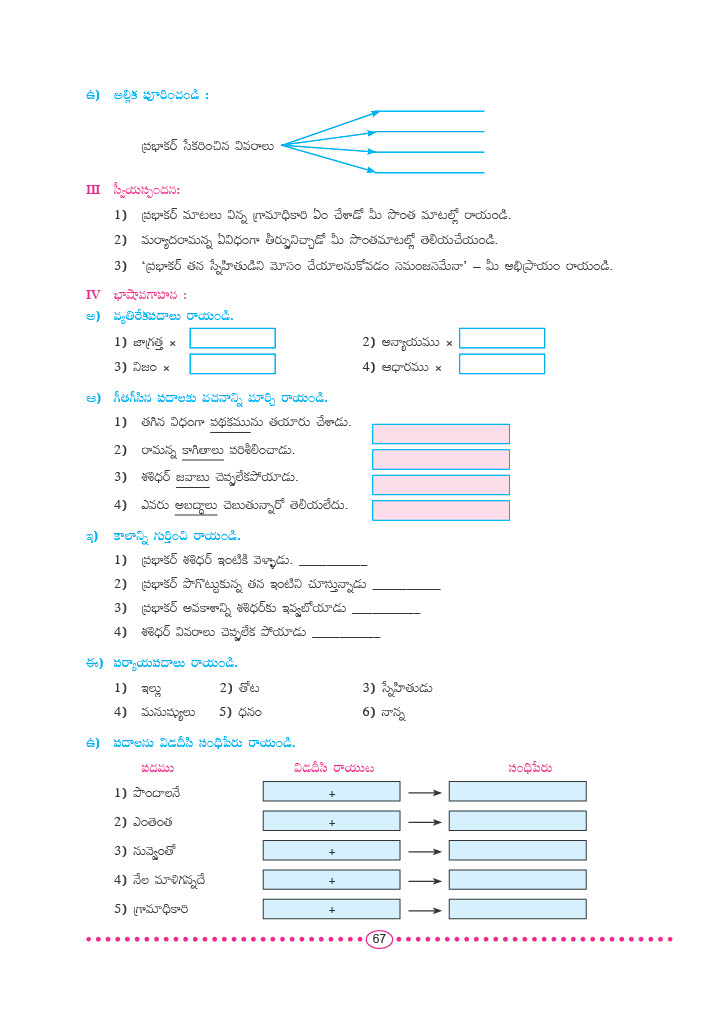 ఉ) అల్లిక పూరించండి :
ప్రభాకర్ సేకరించిన వివరాలు
III స్వీయస్పందన:
1) ప్రభాకర్ మాటలు విన్న గ్రామాధికారి ఏం చేశాడో మీ సొంత మాటల్లో రాయండి.
2) మర్యాదరామన్న ఏవిధంగా తీర్పునిచ్చాడో మీ సొంతమాటల్లో తెలియచేయండి.
3) ‘ప్రభాకర్ తన స్నేహితుడిని మోసం చేయాలనుకోవడం సమంజసమేనా’ – మీ అభిప్రాయం రాయండి.
IV భాషావగాహన :
అ) వ్యతిరేకపదాలు రాయండి.
1) జాగ్రత్త × 2) అన్యాయము ×
3) నిజం × 4) ఆధారము ×
ఆ) గీతగీసిన పదాలకు వచనాన్ని మార్చి రాయండి.
1) తగిన విధంగా పథకమును తయారు చేశాడు.
2) రామన్న కాగితాలు పరిశీలించాడు.
3) శశిధర్ జవాబు చెప్పలేకపోయాడు.
4) ఎవరు అబద్ధాలు చెబుతున్నారో తెలియలేదు.
ఇ) కాలాన్ని గుర్తించి రాయండి.
1) ప్రభాకర్ శశిధర్ ఇంటికి వెళ్ళాడు. __________
2) ప్రభాకర్ పొగొట్టుకున్న తన ఇంటిని చూస్తున్నాడు __________
3) ప్రభాకర్ అవకాశాన్ని శశిధర్‌కు ఇవ్వబోయాడు __________
4) శశిధర్ వివరాలు చెప్పలేక పోయాడు __________
ఈ) పర్యాయపదాలు రాయండి.
1) ఇల్లు 2) తోట 3) స్నేహితుడు
4) మనుష్యులు 5) ధనం 6) నాన్న
ఉ) పదాలను విడదీసి సంధిపేరు రాయండి.
పదము విడదీసి రాయుట సంధిపేరు
1) పొందాలనే +
2) ఎంతెంత +
3) నువ్వెంతో +
4) నేల మాళిగన్నదే +
5) గ్రామాధికారి +
67